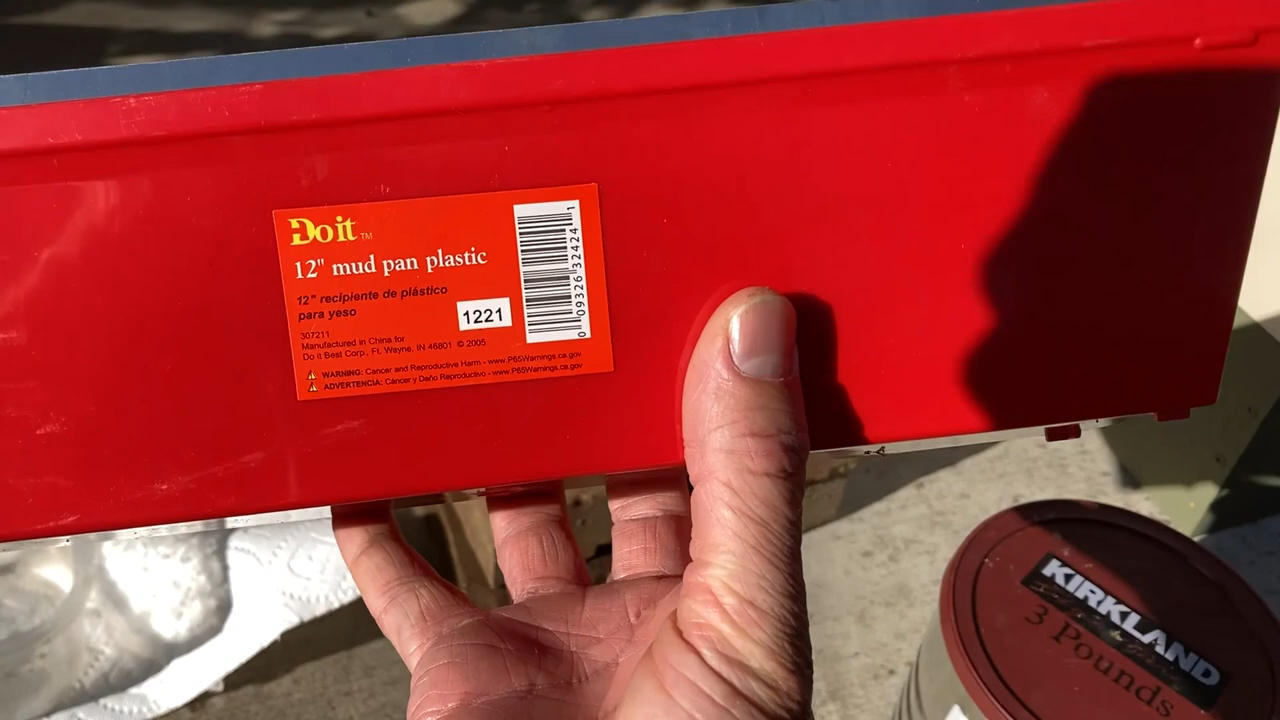 Do it™
12" mud pan plastic
12" recipiente de plástico
para yeso
1221
307211
Manufactured in China for
Do it Best Corp., Ft. Wayne, IN 46801 © 2005
WARNING: Cancer and Reproductive Harm - www.P65Warnings.ca.gov
ADVERTENCIA: Cáncer y Daño Reproductivo - www.P65Warnings.ca.gov
0 09326 32424 1
KIRKLAND
3 Pounds